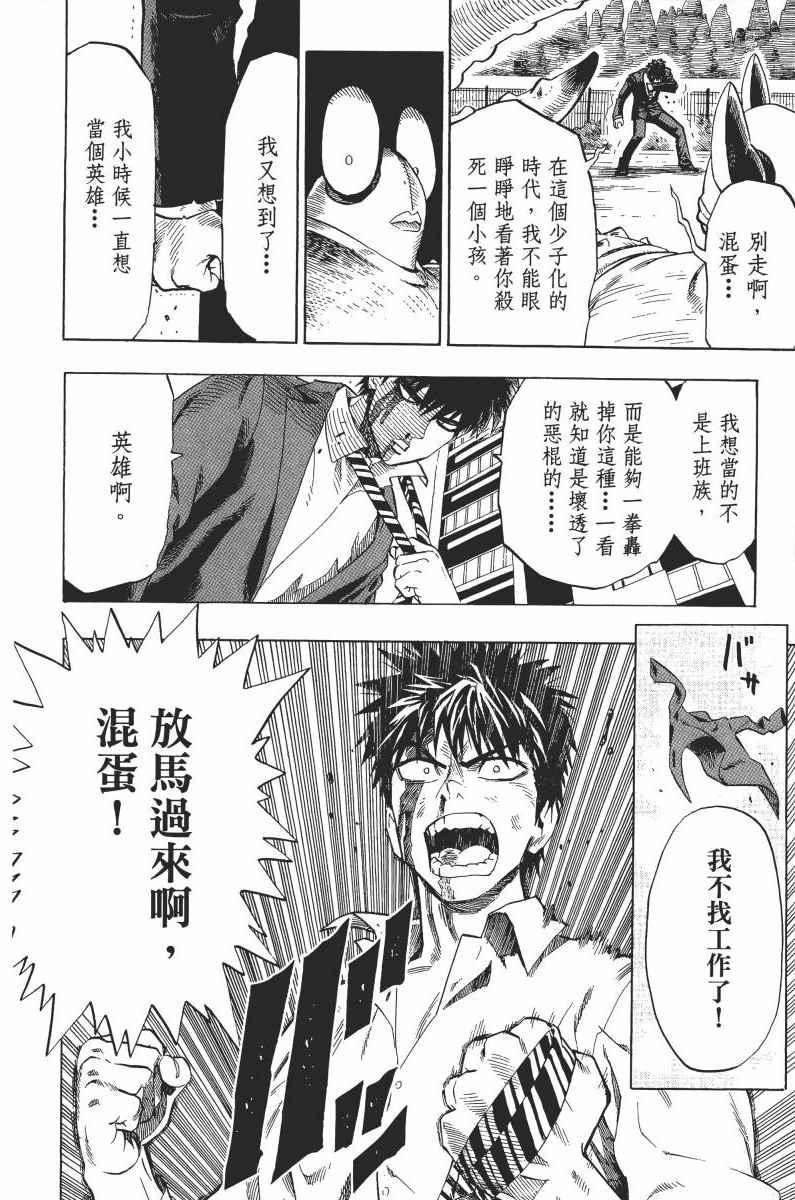 別走啊，
混蛋…
在這個少子化的
時代，我不能眼
睜睜地看著你殺
死一個小孩。
我又想到了…
我小時候一直想
當個英雄…
我想當的不
是上班族，
而是能夠一拳轟
掉你這種…一看
就知道是壞透了
的惡棍的……
英雄啊。
バサ
我不找工作了！
放馬過來啊，
混蛋！
バッ